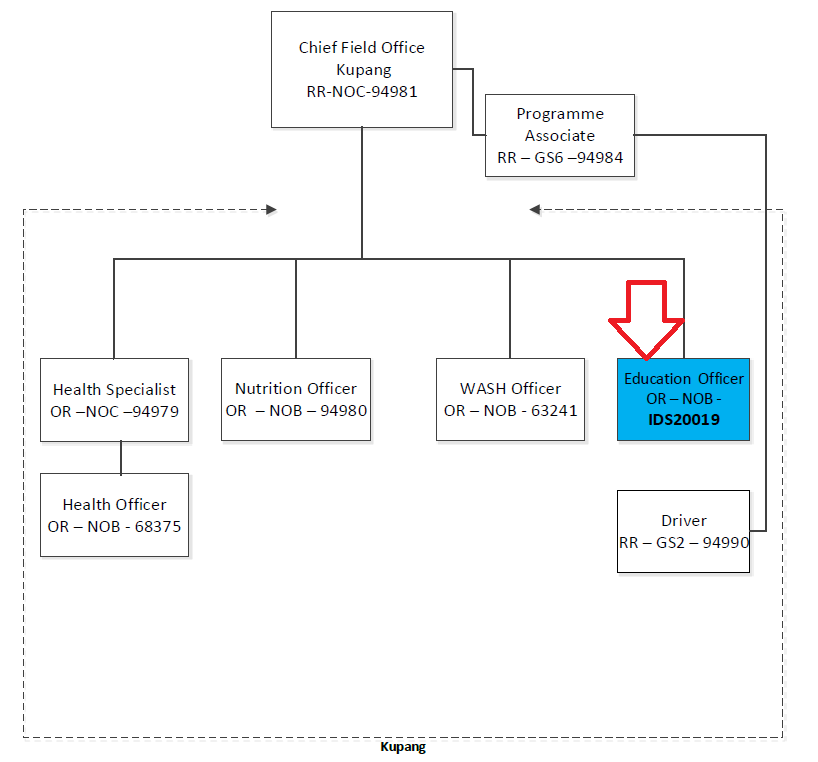 Chief Field Office
Kupang
RR-NOC-94981
Programme
Associate
RR – GS6 –94984
Health Specialist
OR –NOC –94979
Nutrition Officer
OR – NOB – 94980
WASH Officer
OR – NOB - 63241
Education Officer
OR – NOB -
IDS20019
Health Officer
OR – NOB - 68375
Driver
RR – GS2 – 94990
Kupang